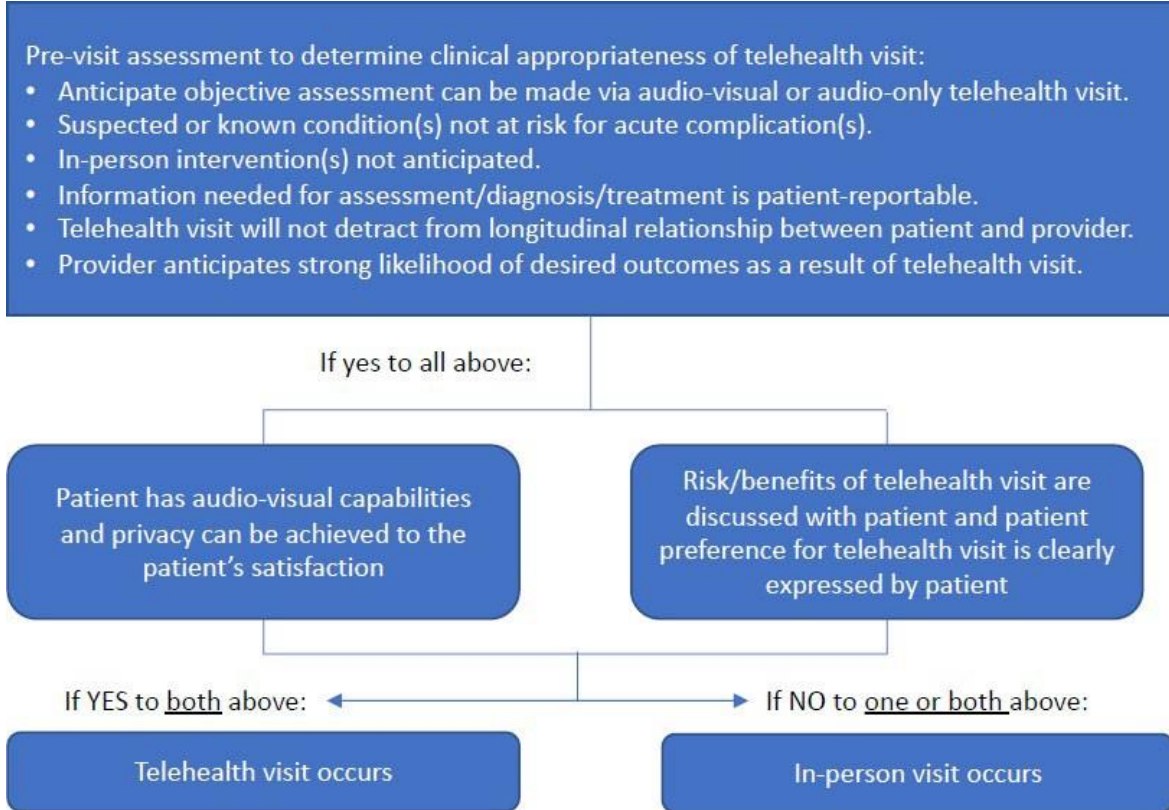 Pre-visit assessment to determine clinical appropriateness of telehealth visit:
• Anticipate objective assessment can be made via audio-visual or audio-only telehealth visit.
• Suspected or known condition(s) not at risk for acute complication(s).
• In-person intervention(s) not anticipated.
• Information needed for assessment/diagnosis/treatment is patient-reportable.
• Telehealth visit will not detract from longitudinal relationship between patient and provider.
• Provider anticipates strong likelihood of desired outcomes as a result of telehealth visit.
If yes to all above:
Patient has audio-visual capabilities
and privacy can be achieved to the
patient’s satisfaction
Risk/benefits of telehealth visit are
discussed with patient and patient
preference for telehealth visit is clearly
expressed by patient
If YES to both above:
If NO to one or both above:
Telehealth visit occurs
In-person visit occurs